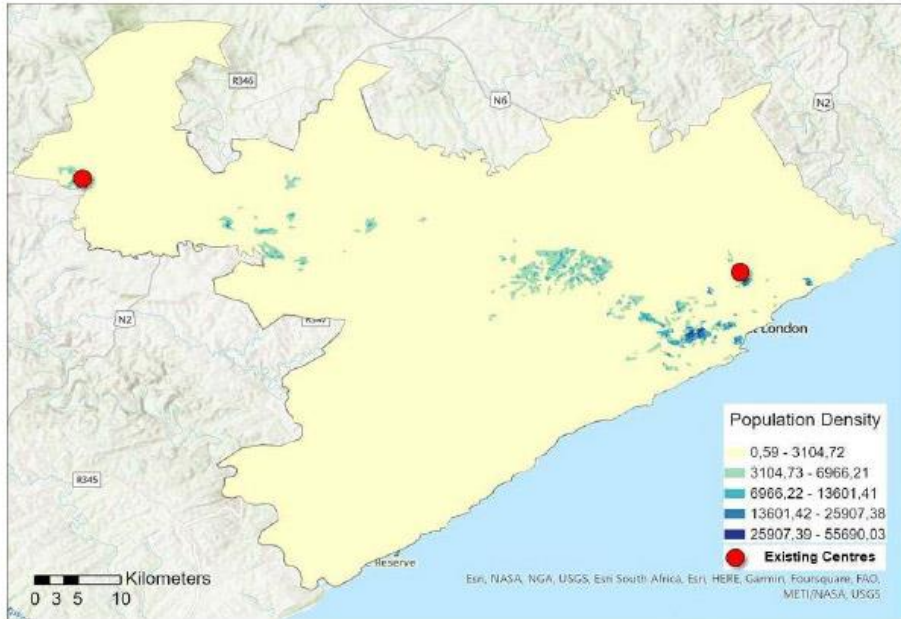 R346
N6
N2
N2
t London
R345
Reserve
Population Density
0,59 - 3104,72
3104,73 - 6966,21
6966,22 - 13601,41
13601,42 - 25907,38
25907,39 - 55690,03
Existing Centres
Kilometers
0 3 5 10
Esri, NASA, NGA, USGS, Esri South Africa, Esri, HERE, Garmin, Foursquare, FAO,
METI/NASA, USGS